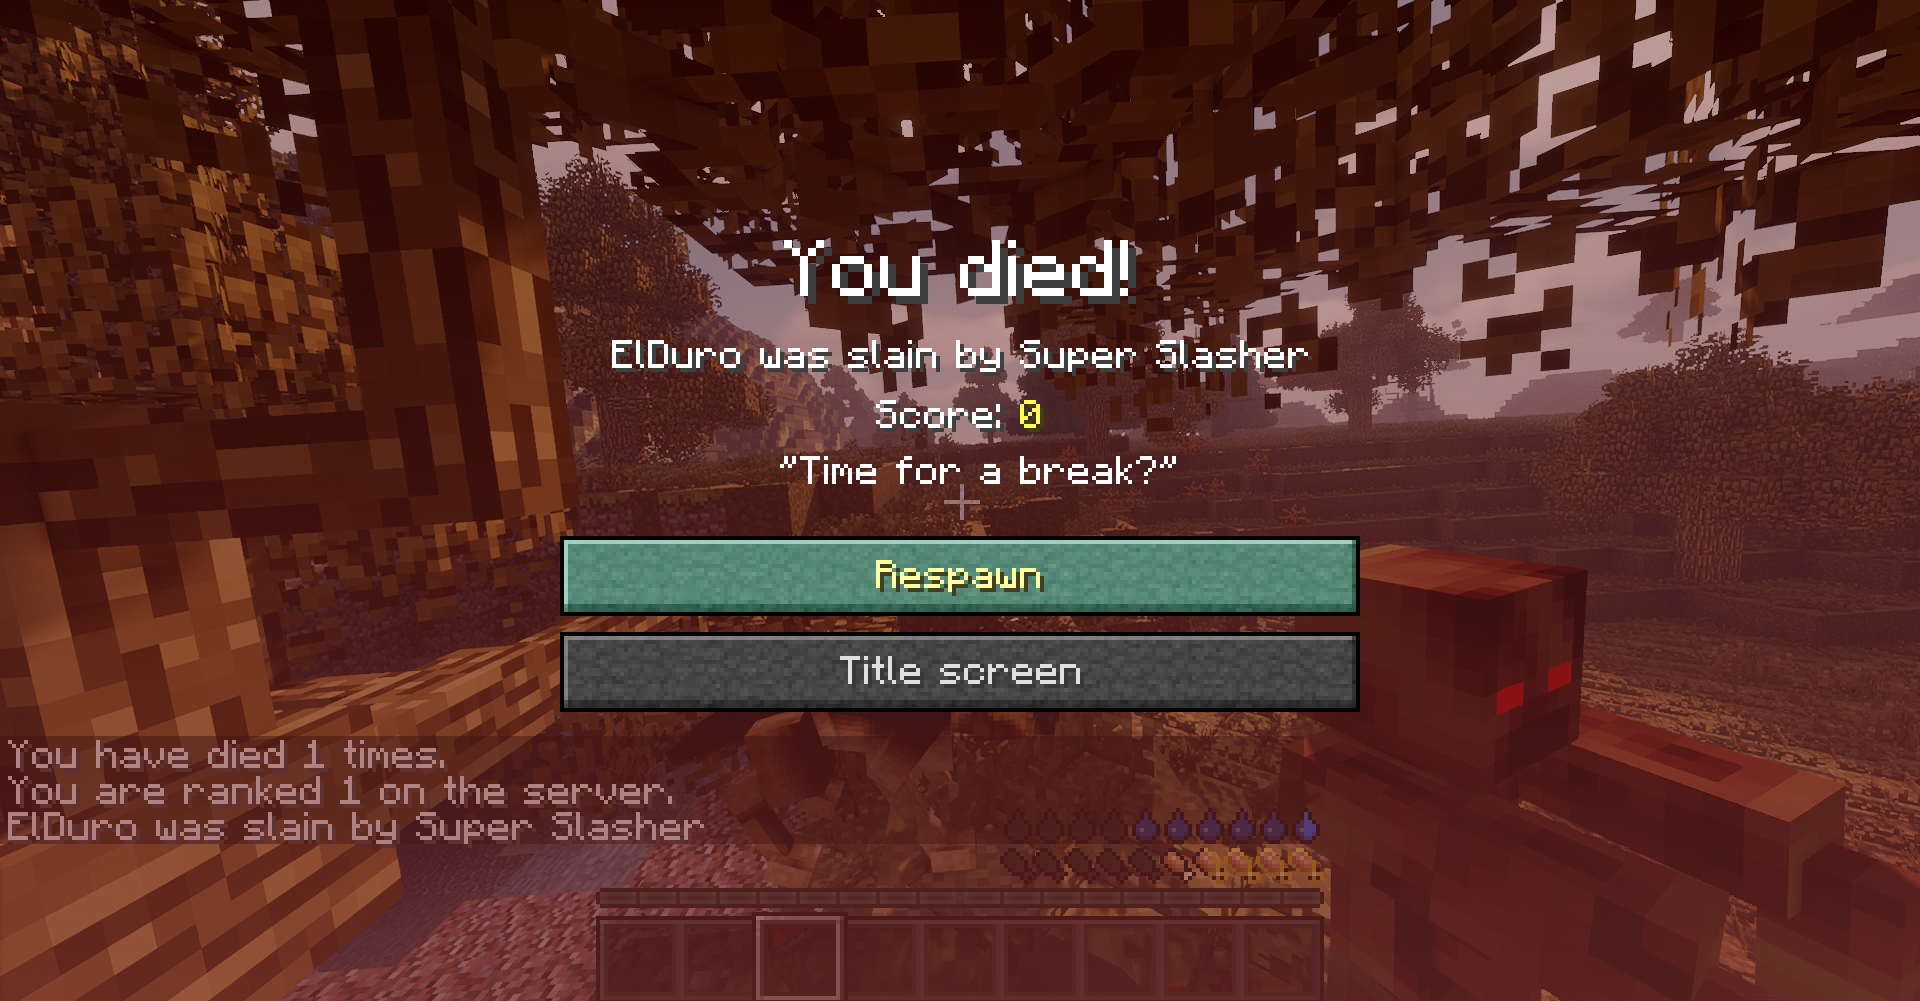 You died!
ElDuro was slain by Super Slasher
Score: 0
"Time for a break?"
Respawn
Title screen
You have died 1 times.
You are ranked 1 on the server.
ElDuro was slain by Super Slasher